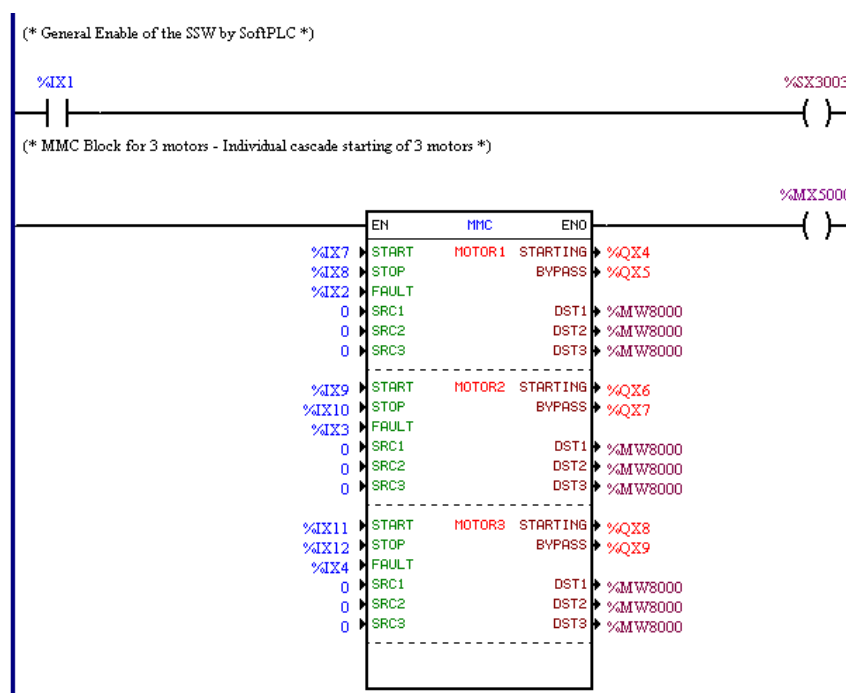 (* General Enable of the SSW by SoftPLC *)
%IX1 %SX3003
(* MMC Block for 3 motors - Individual cascade starting of 3 motors *)
%MX5000
EN MMC ENO
%IX7 START MOTOR1 STARTING %QX4
%IX8 STOP BYPASS %QX5
%IX2 FAULT
0 SRC1 DST1 %MW8000
0 SRC2 DST2 %MW8000
0 SRC3 DST3 %MW8000
%IX9 START MOTOR2 STARTING %QX6
%IX10 STOP BYPASS %QX7
%IX3 FAULT
0 SRC1 DST1 %MW8000
0 SRC2 DST2 %MW8000
0 SRC3 DST3 %MW8000
%IX11 START MOTOR3 STARTING %QX8
%IX12 STOP BYPASS %QX9
%IX4 FAULT
0 SRC1 DST1 %MW8000
0 SRC2 DST2 %MW8000
0 SRC3 DST3 %MW8000